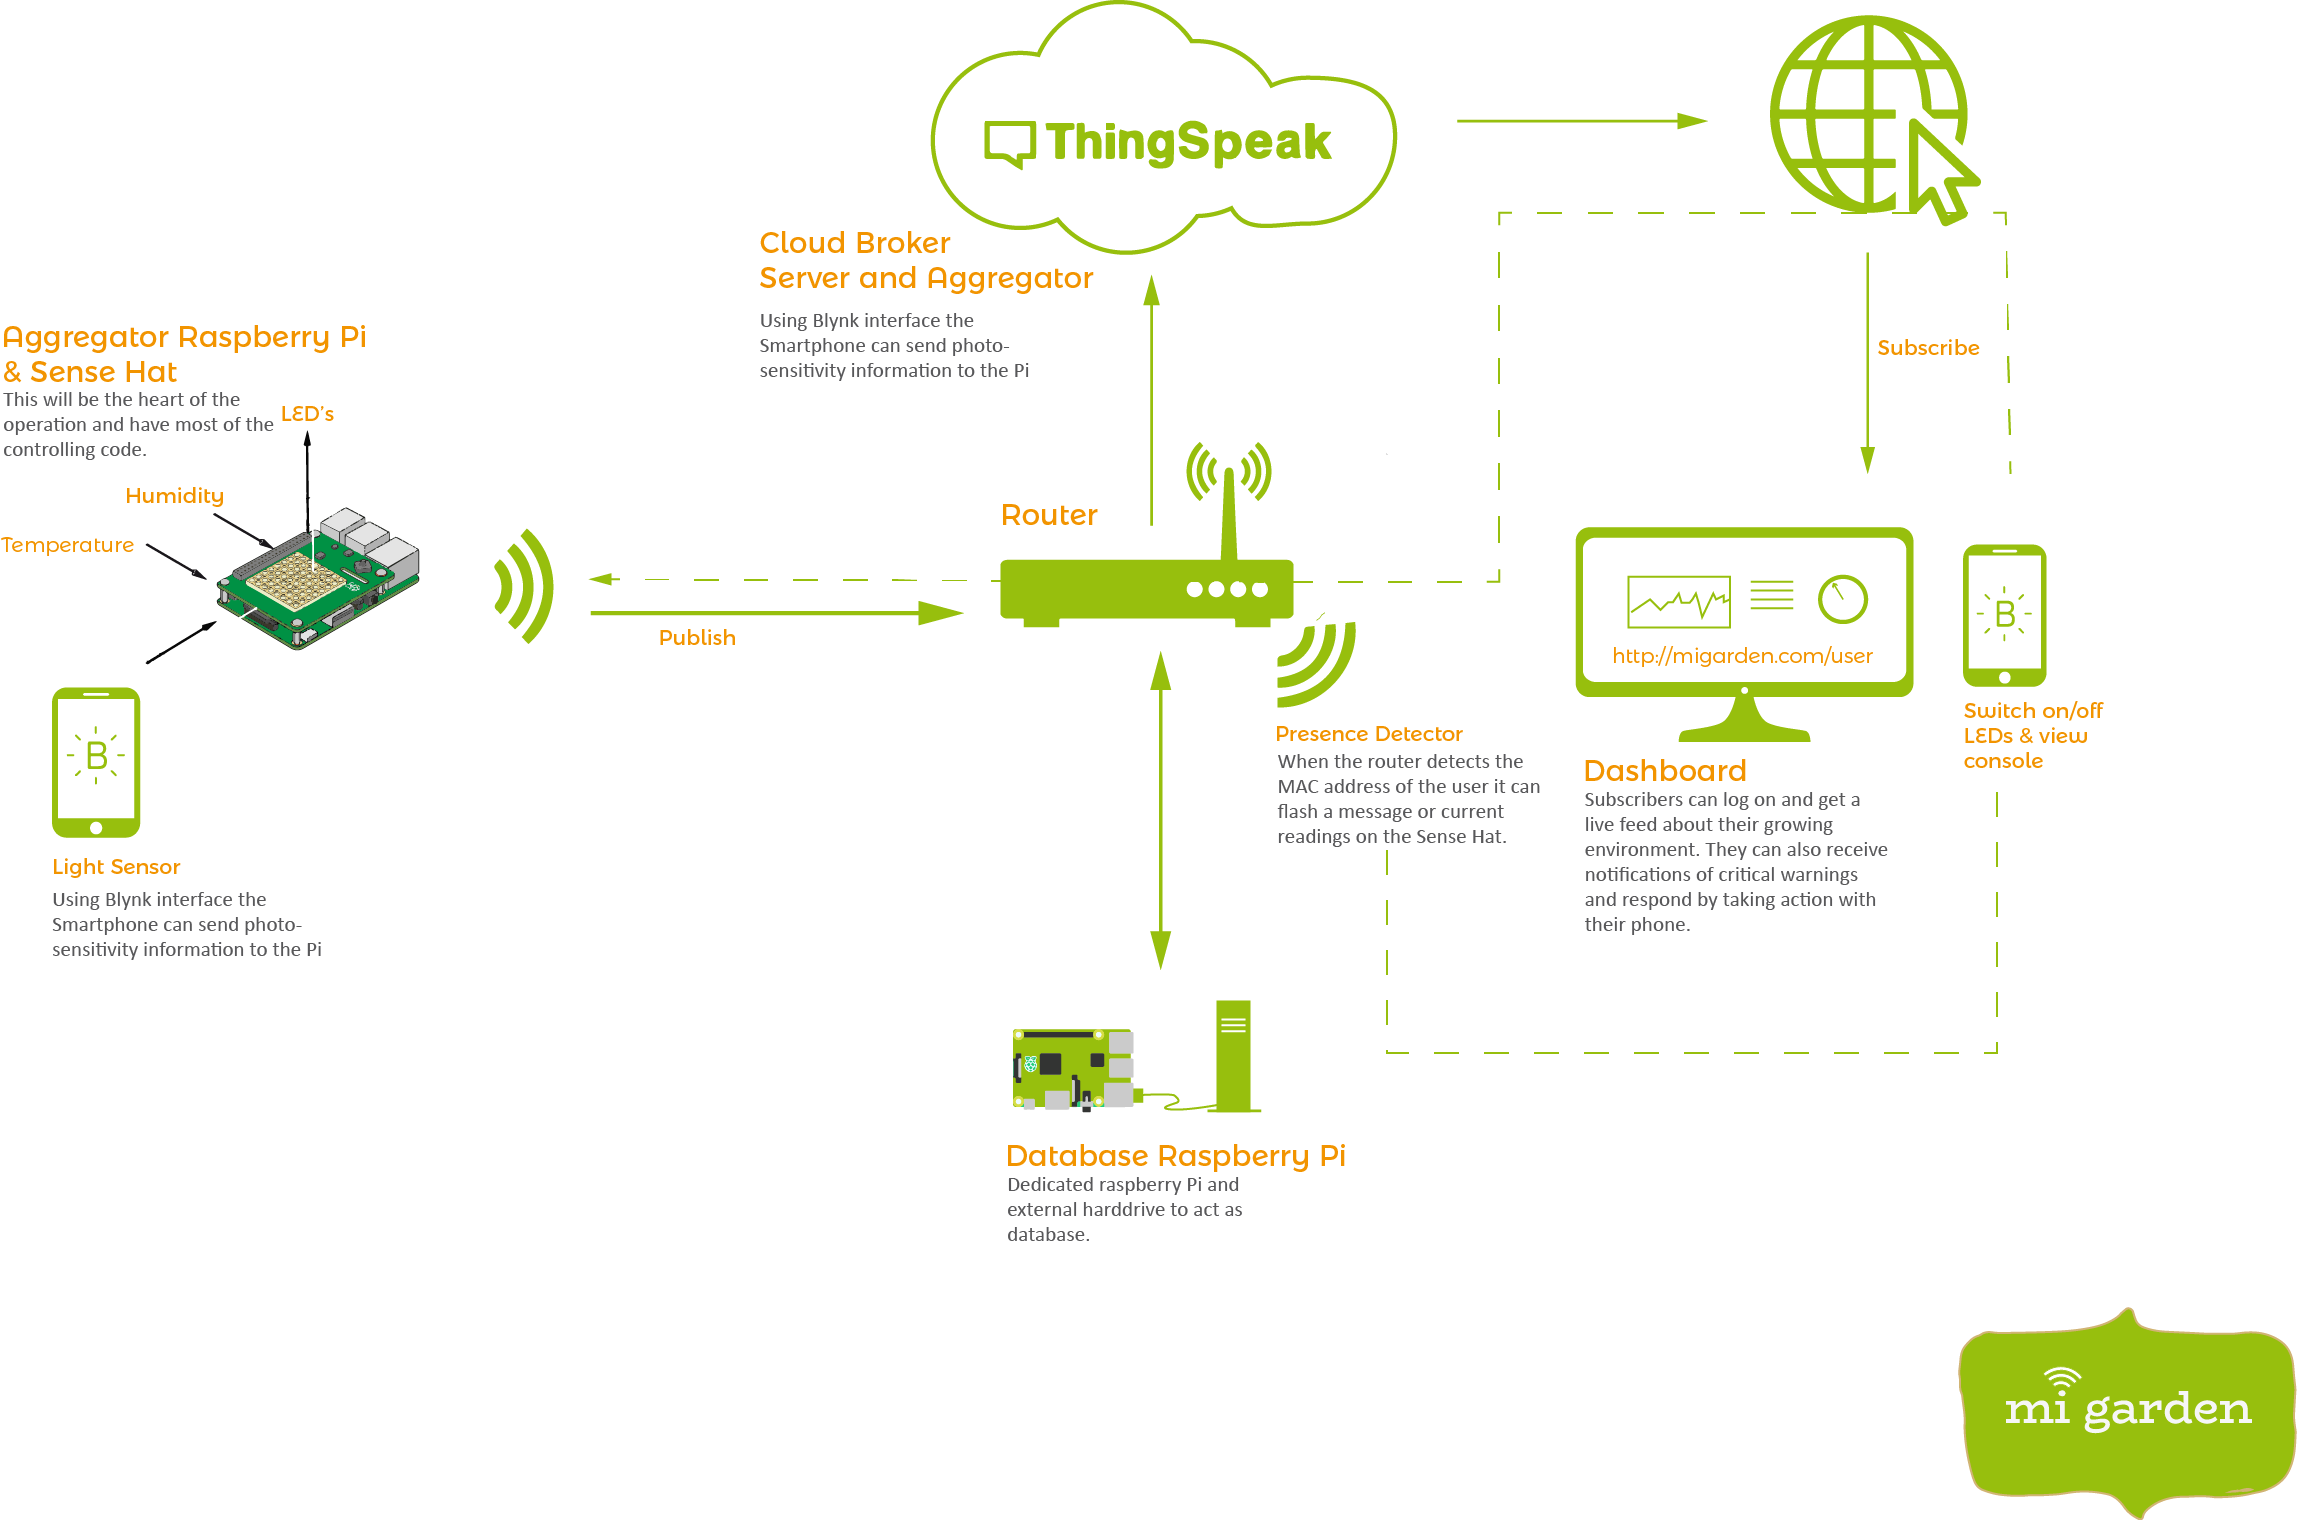 ThingSpeak
Cloud Broker
Server and Aggregator
Using Blynk interface the
Smartphone can send photo-
sensitivity information to the Pi
Aggregator Raspberry Pi
& Sense Hat
This will be the heart of the
operation and have most of the
controlling code.
LED's
Humidity
Temperature
B
Light Sensor
Using Blynk interface the
Smartphone can send photo-
sensitivity information to the Pi
Publish
Router
Presence Detector
When the router detects the
MAC address of the user it can
flash a message or current
readings on the Sense Hat.
Subscribe
http://migarden.com/user
Dashboard
Subscribers can log on and get a
live feed about their growing
environment. They can also receive
notifications of critical warnings
and respond by taking action with
their phone.
B
Switch on/off
LEDs & view
console
Database Raspberry Pi
Dedicated raspberry Pi and
external harddrive to act as
database.
mi garden